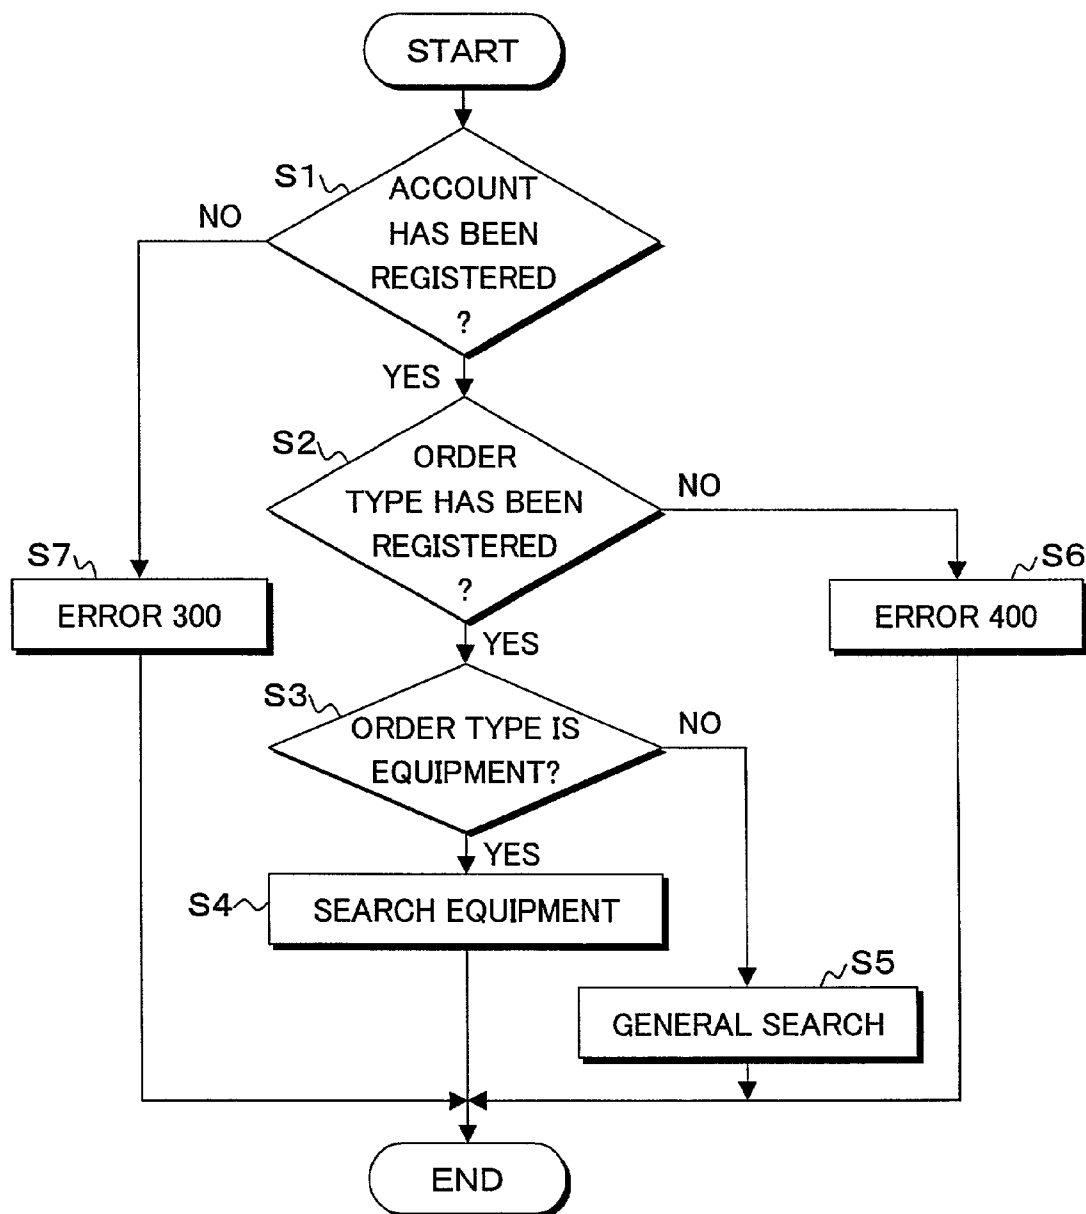 START
S1
ACCOUNT
HAS BEEN
REGISTERED
?
NO
YES
S2
ORDER
TYPE HAS BEEN
REGISTERED
?
NO
S7
ERROR 300
S6
ERROR 400
YES
S3
ORDER TYPE IS
EQUIPMENT?
NO
YES
S4
SEARCH EQUIPMENT
S5
GENERAL SEARCH
END